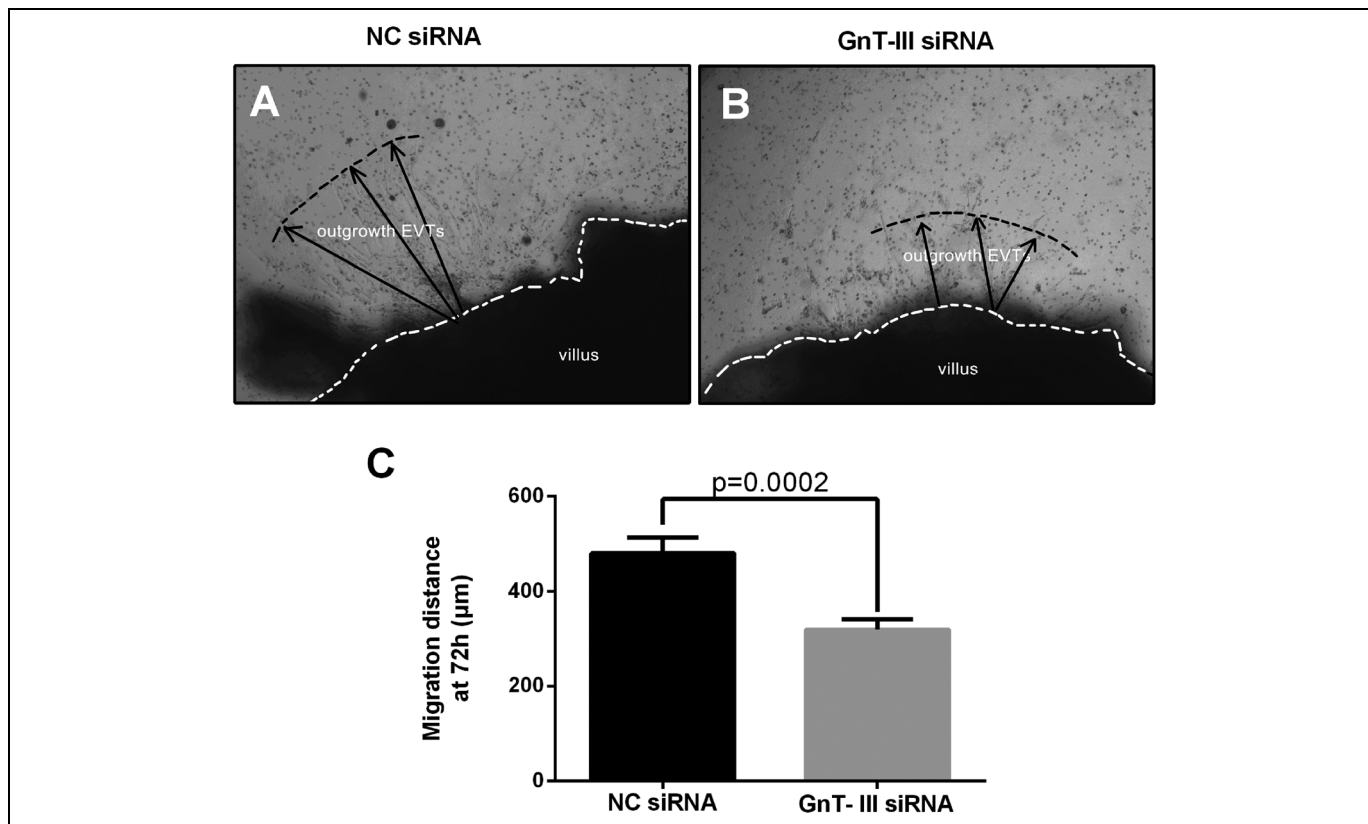 NC siRNA
GnT-III siRNA
A
outgrowth EVTs
villus
B
outgrowth EVTs
villus
C
p=0.0002
Migration distance
at 72h (µm)
600
400
200
0
NC siRNA
GnT- III siRNA